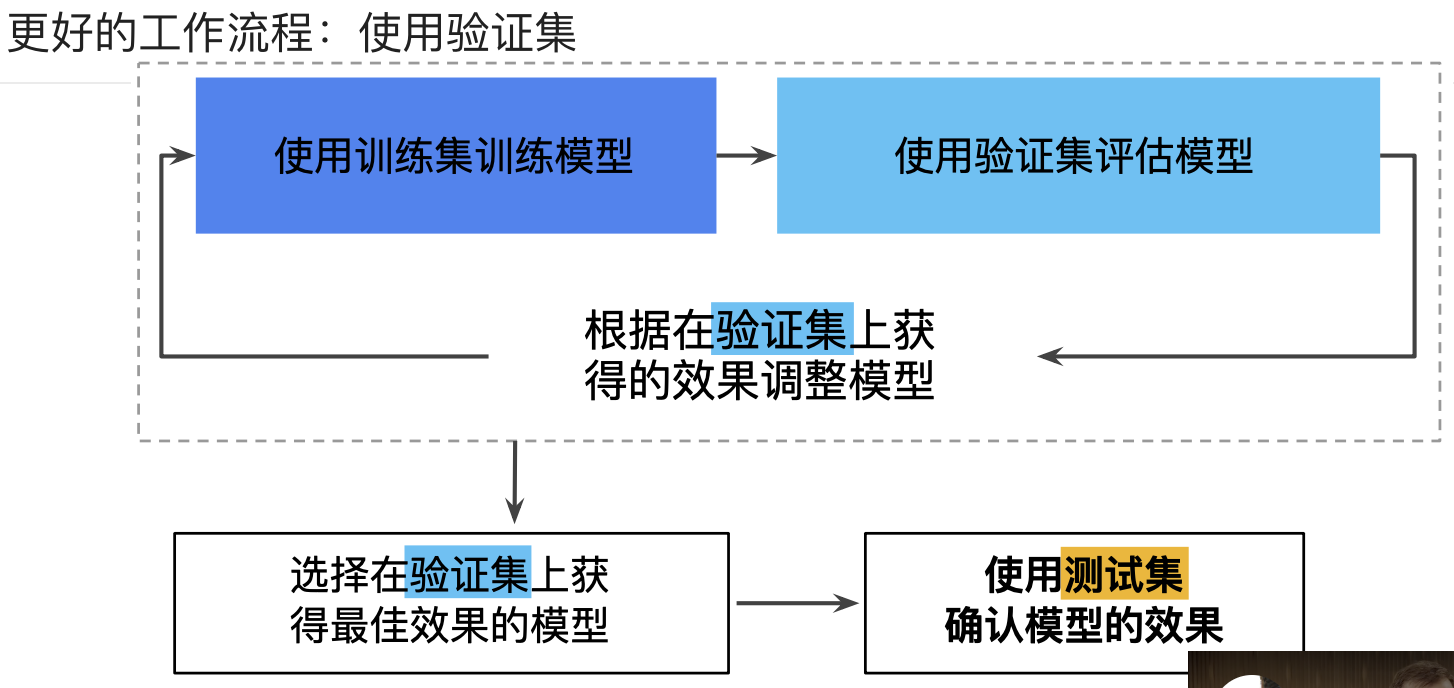 更好的工作流程：使用验证集
使用训练集训练模型
使用验证集评估模型
根据在验证集上获
得的效果调整模型
选择在验证集上获
得最佳效果的模型
使用测试集
确认模型的效果